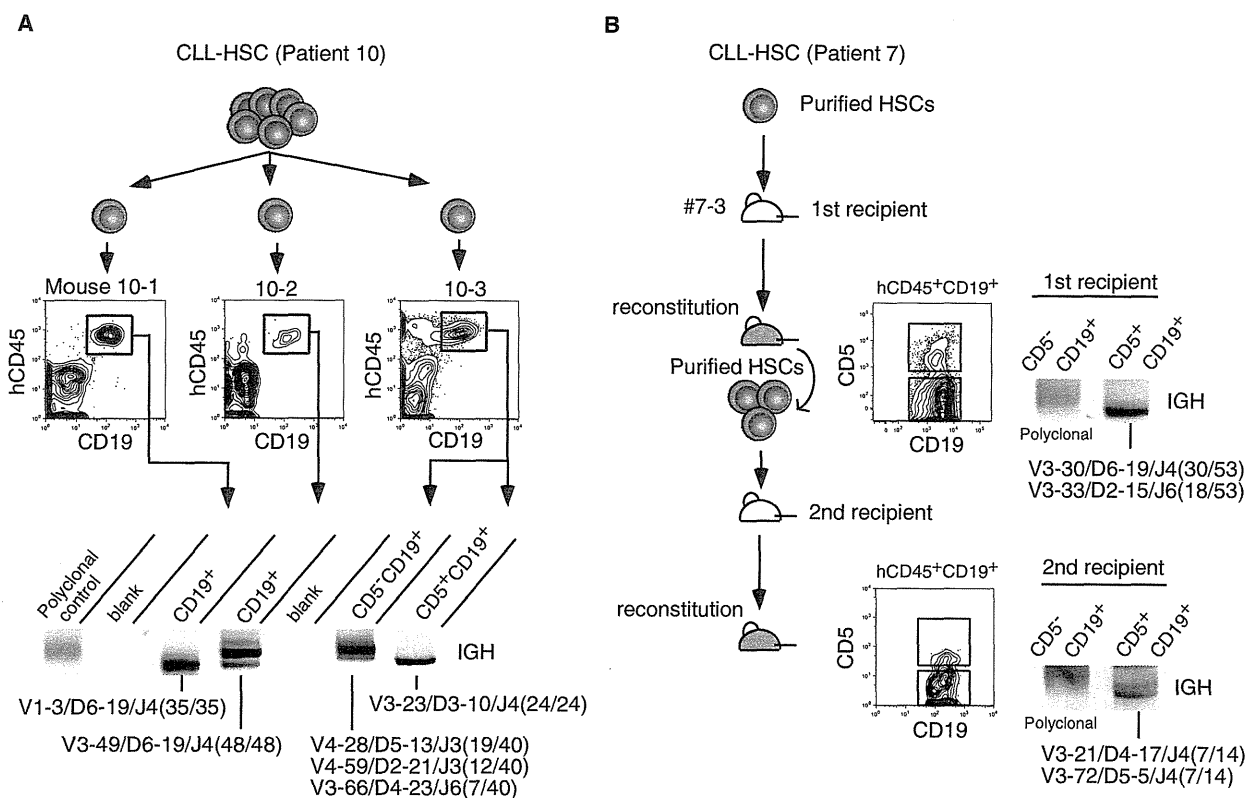 A
CLL-HSC (Patient 10)
Mouse 10-1
10-2
10-3
hCD45
CD19
hCD45
CD19
hCD45
CD19
Polyclonal control
blank
CD19+
CD19+
blank
CD5-CD19+
CD5+CD19+
IGH
V1-3/D6-19/J4(35/35)
V3-49/D6-19/J4(48/48)
V3-23/D3-10/J4(24/24)
V4-28/D5-13/J3(19/40)
V4-59/D2-21/J3(12/40)
V3-66/D4-23/J6(7/40)
B
CLL-HSC (Patient 7)
Purified HSCs
#7-3
1st recipient
reconstitution
Purified HSCs
2nd recipient
reconstitution
hCD45+CD19+
CD5
CD19
1st recipient
CD5-
CD19+
CD5+
CD19+
IGH
Polyclonal
V3-30/D6-19/J4(30/53)
V3-33/D2-15/J6(18/53)
hCD45+CD19+
CD5
CD19
2nd recipient
CD5-
CD19+
CD5+
CD19+
IGH
Polyclonal
V3-21/D4-17/J4(7/14)
V3-72/D5-5/J4(7/14)